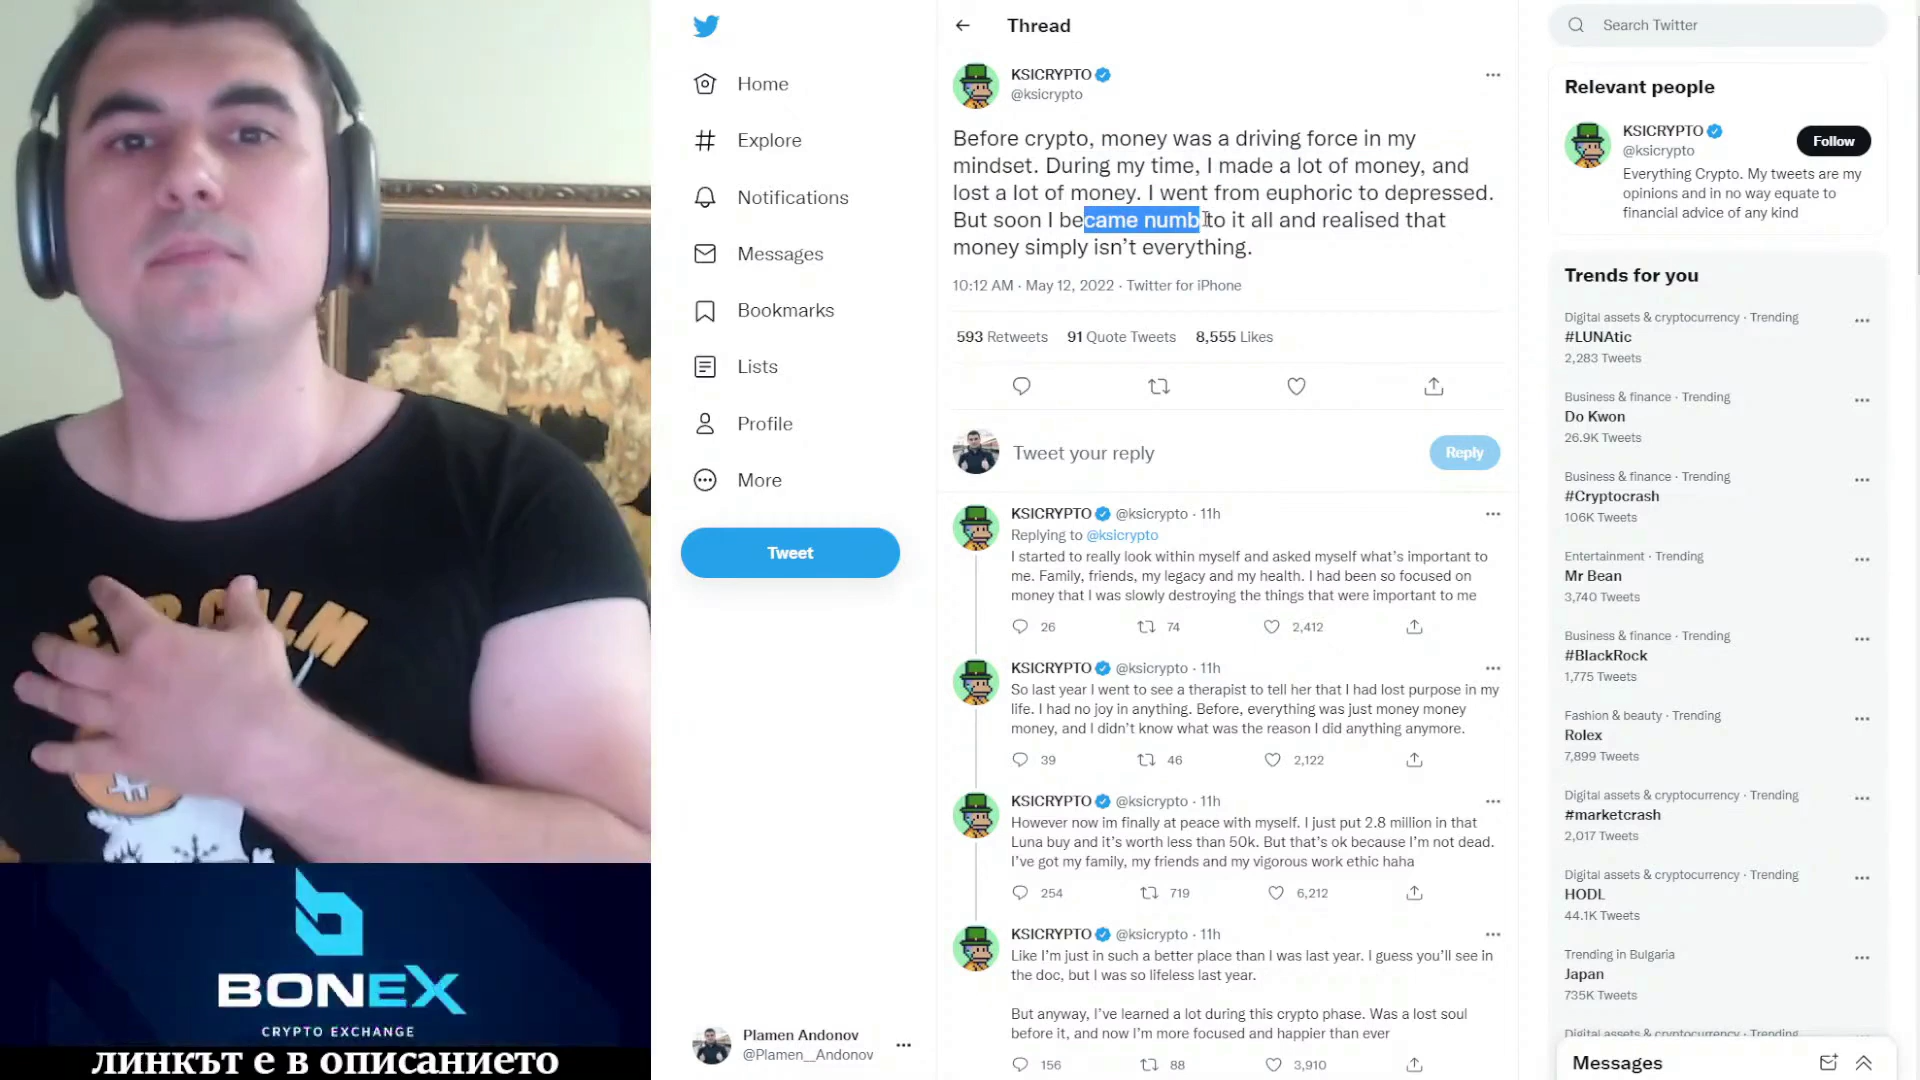 Thread
Search Twitter
KSICRYPTO
@ksicrypto
Before crypto, money was a driving force in my
mindset. During my time, I made a lot of money, and
lost a lot of money. I went from euphoric to depressed.
But soon I became numb to it all and realised that
money simply isn't everything.
10:12 AM · May 12, 2022 · Twitter for iPhone
593 Retweets 91 Quote Tweets 8,555 Likes
Tweet your reply
Reply
KSICRYPTO @ksicrypto · 11h
Replying to @ksicrypto
I started to really look within myself and asked myself what's important to
me. Family, friends, my legacy and my health. I had been so focused on
money that I was slowly destroying the things that were important to me
26 74 2,412
KSICRYPTO @ksicrypto · 11h
So last year I went to see a therapist to tell her that I had lost purpose in my
life. I had no joy in anything. Before, everything was just money money
money, and I didn't know what was the reason I did anything anymore.
39 46 2,122
KSICRYPTO @ksicrypto · 11h
However now im finally at peace with myself. I just put 2.8 million in that
Luna buy and it's worth less than 50k. But that's ok because I'm not dead.
I've got my family, my friends and my vigorous work ethic haha
254 719 6,212
KSICRYPTO @ksicrypto · 11h
Like I'm just in such a better place than I was last year. I guess you'll see in
the doc, but I was so lifeless last year.
But anyway, I've learned a lot during this crypto phase. Was a lost soul
before it, and now I'm more focused and happier than ever
156 88 3,910
Home
Explore
Notifications
Messages
Bookmarks
Lists
Profile
More
Tweet
Plamen Andonov
@Plamen__Andonov
Relevant people
KSICRYPTO
@ksicrypto
Follow
Everything Crypto. My tweets are my
opinions and in no way equate to
financial advice of any kind
Trends for you
Digital assets & cryptocurrency · Trending
#LUNAtic
2,283 Tweets
Business & finance · Trending
Do Kwon
26.9K Tweets
Business & finance · Trending
#Cryptocrash
106K Tweets
Entertainment · Trending
Mr Bean
3,740 Tweets
Business & finance · Trending
#BlackRock
1,775 Tweets
Fashion & beauty · Trending
Rolex
7,899 Tweets
Digital assets & cryptocurrency · Trending
#marketcrash
2,017 Tweets
Digital assets & cryptocurrency · Trending
HODL
44.1K Tweets
Trending in Bulgaria
Japan
735K Tweets
Digital assets & cryptocurrency · Trending
Messages
CALM
BONEX
CRYPTO EXCHANGE
линкът е в описанието